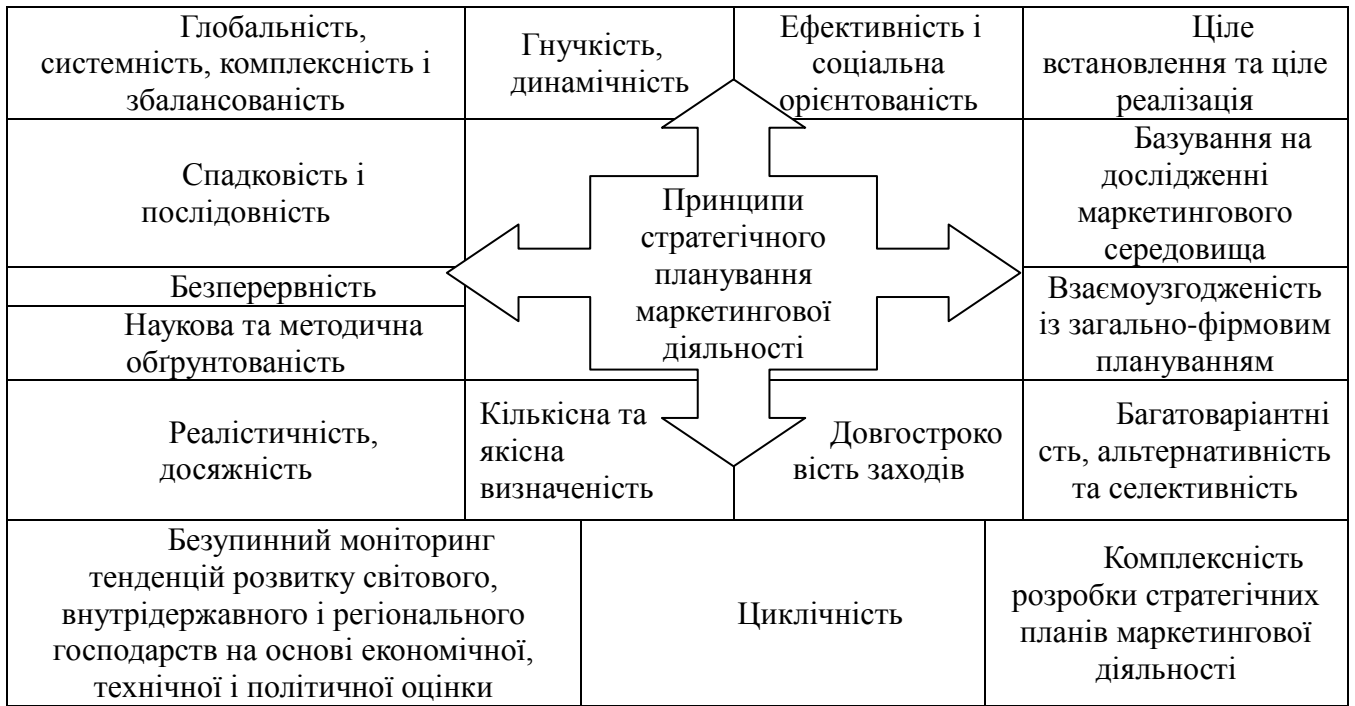 Глобальність,
системність, комплексність і
збалансованість
Гнучкість,
динамічність
Ефективність і
соціальна
орієнтованість
Ціле
встановлення та ціле
реалізація
Спадковість і
послідовність
Принципи
стратегічного
планування
маркетингової
діяльності
Базування на
дослідженні
маркетингового
середовища
Безперервність
Наукова та методична
обґрунтованість
Взаємоузгодженість
із загально-фірмовим
плануванням
Реалістичність,
досяжність
Кількісна та
якісна
визначеність
Довгостроко
вість заходів
Багатоваріантні
сть, альтернативність
та селективність
Безупинний моніторинг
тенденцій розвитку світового,
внутрідержавного і регіонального
господарств на основі економічної,
технічної і політичної оцінки
Циклічність
Комплексність
розробки стратегічних
планів маркетингової
діяльності